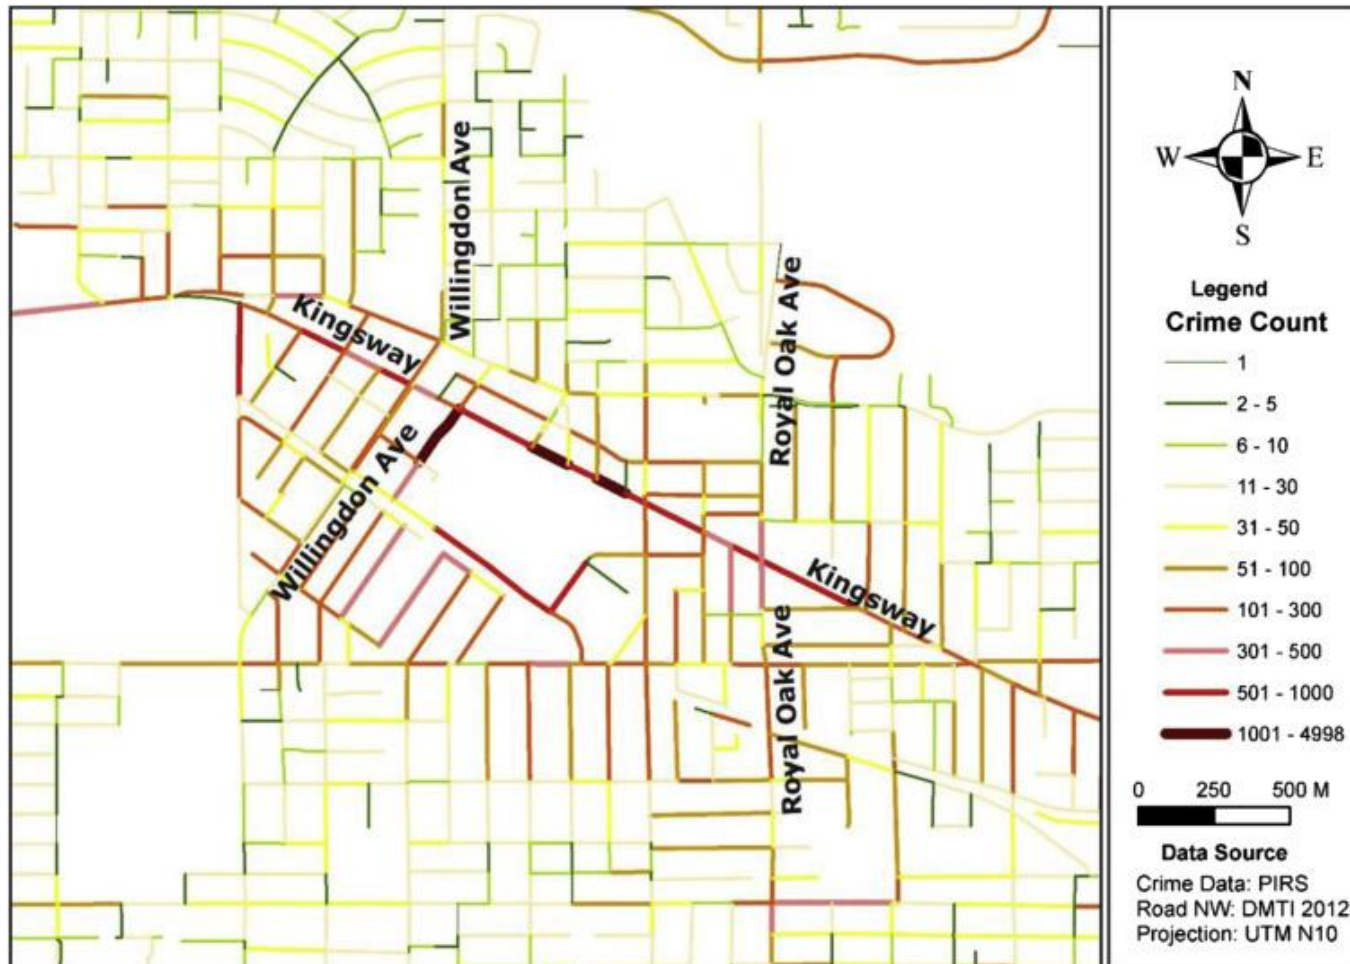 Willingdon Ave
Kingsway
Royal Oak Ave
Willingdon Ave
Kingsway
Royal Oak Ave
N
W E
S
Legend
Crime Count
1
2 - 5
6 - 10
11 - 30
31 - 50
51 - 100
101 - 300
301 - 500
501 - 1000
1001 - 4998
0 250 500 M
Data Source
Crime Data: PIRS
Road NW: DMTI 2012
Projection: UTM N10